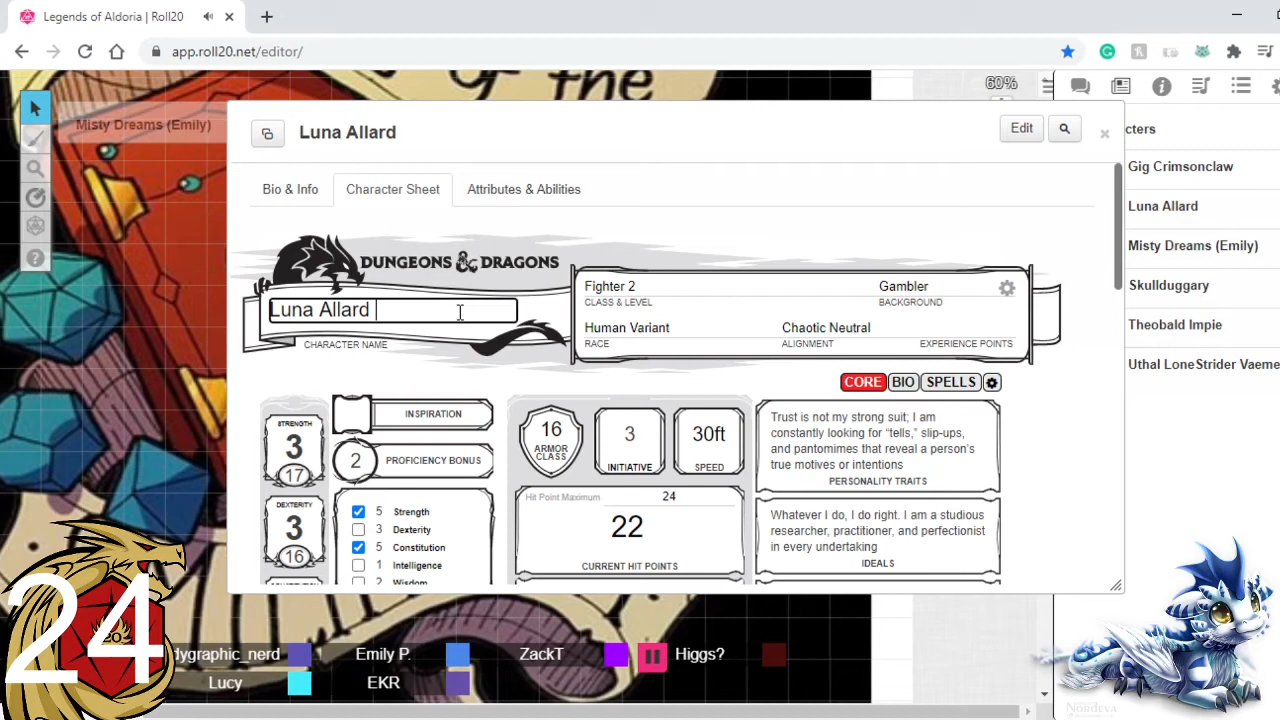 Legends of Aldoria | Roll20
app.roll20.net/editor/
of the
60%
Misty Dreams (Emily)
Luna Allard
Edit
cters
Gig Crimsonclaw
Luna Allard
Misty Dreams (Emily)
Skullduggary
Theobald Impie
Uthal LoneStrider Vaeme
Bio & Info
Character Sheet
Attributes & Abilities
DUNGEONS & DRAGONS
Luna Allard
CHARACTER NAME
Fighter 2
CLASS & LEVEL
Gambler
BACKGROUND
Human Variant
RACE
Chaotic Neutral
ALIGNMENT
EXPERIENCE POINTS
CORE
BIO
SPELLS
STRENGTH
3
17
DEXTERITY
3
16
INSPIRATION
2
PROFICIENCY BONUS
5 Strength
3 Dexterity
5 Constitution
1 Intelligence
2 Wisdom
16
ARMOR
CLASS
3
INITIATIVE
30ft
SPEED
Hit Point Maximum 24
22
CURRENT HIT POINTS
Trust is not my strong suit; I am
constantly looking for “tells,” slip-ups,
and pantomimes that reveal a person's
true motives or intentions
PERSONALITY TRAITS
Whatever I do, I do right. I am a studious
researcher, practitioner, and perfectionist
in every undertaking
IDEALS
24
20
dygraphic_nerd
Emily P.
ZackT
Higgs?
Lucy
EKR
NORDEVA